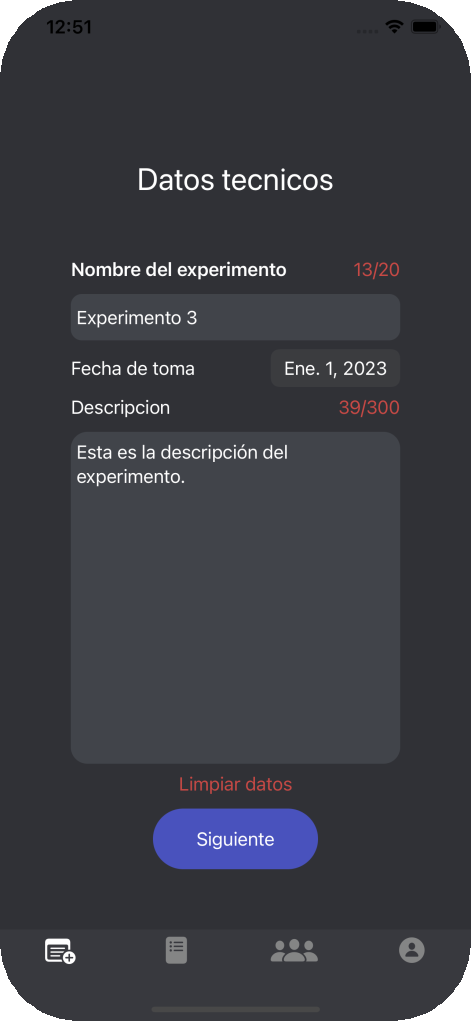 12:51
Datos tecnicos
Nombre del experimento 13/20
Experimento 3
Fecha de toma Ene. 1, 2023
Descripcion 39/300
Esta es la descripción del
experimento.
Limpiar datos
Siguiente